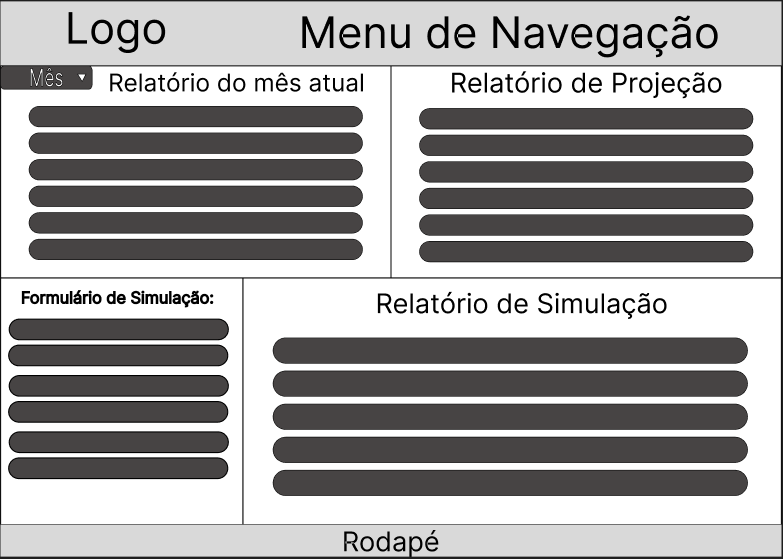 Logo
Menu de Navegação
Mês
Relatório do mês atual
Relatório de Projeção
Formulário de Simulação:
Relatório de Simulação
Rodapé